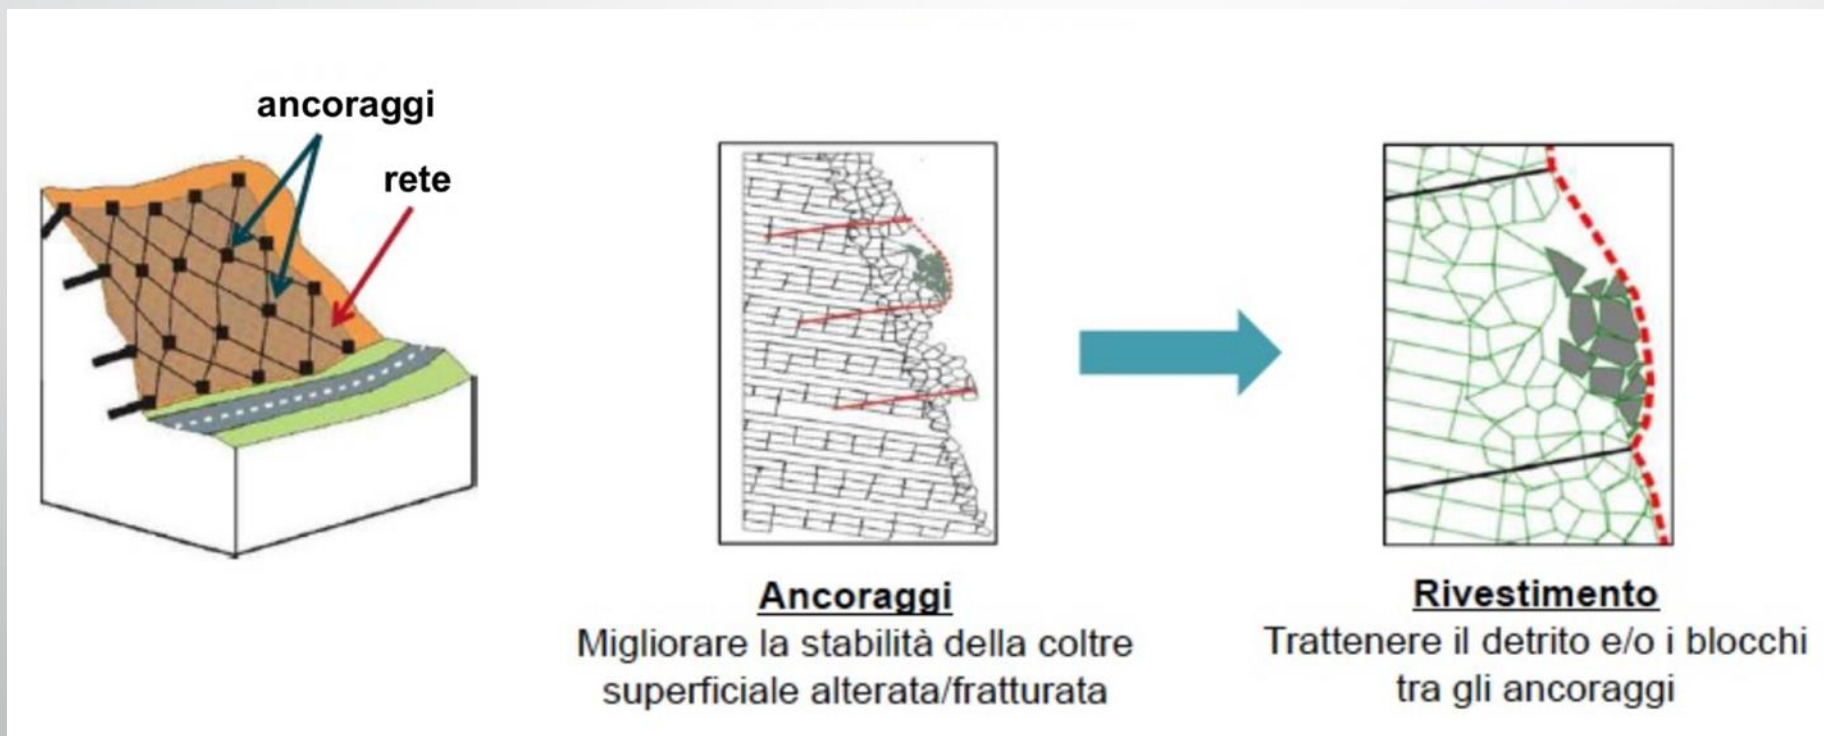 ancoraggi
rete
Ancoraggi
Migliorare la stabilità della coltre
superficiale alterata/fratturata
Rivestimento
Trattenere il detrito e/o i blocchi
tra gli ancoraggi